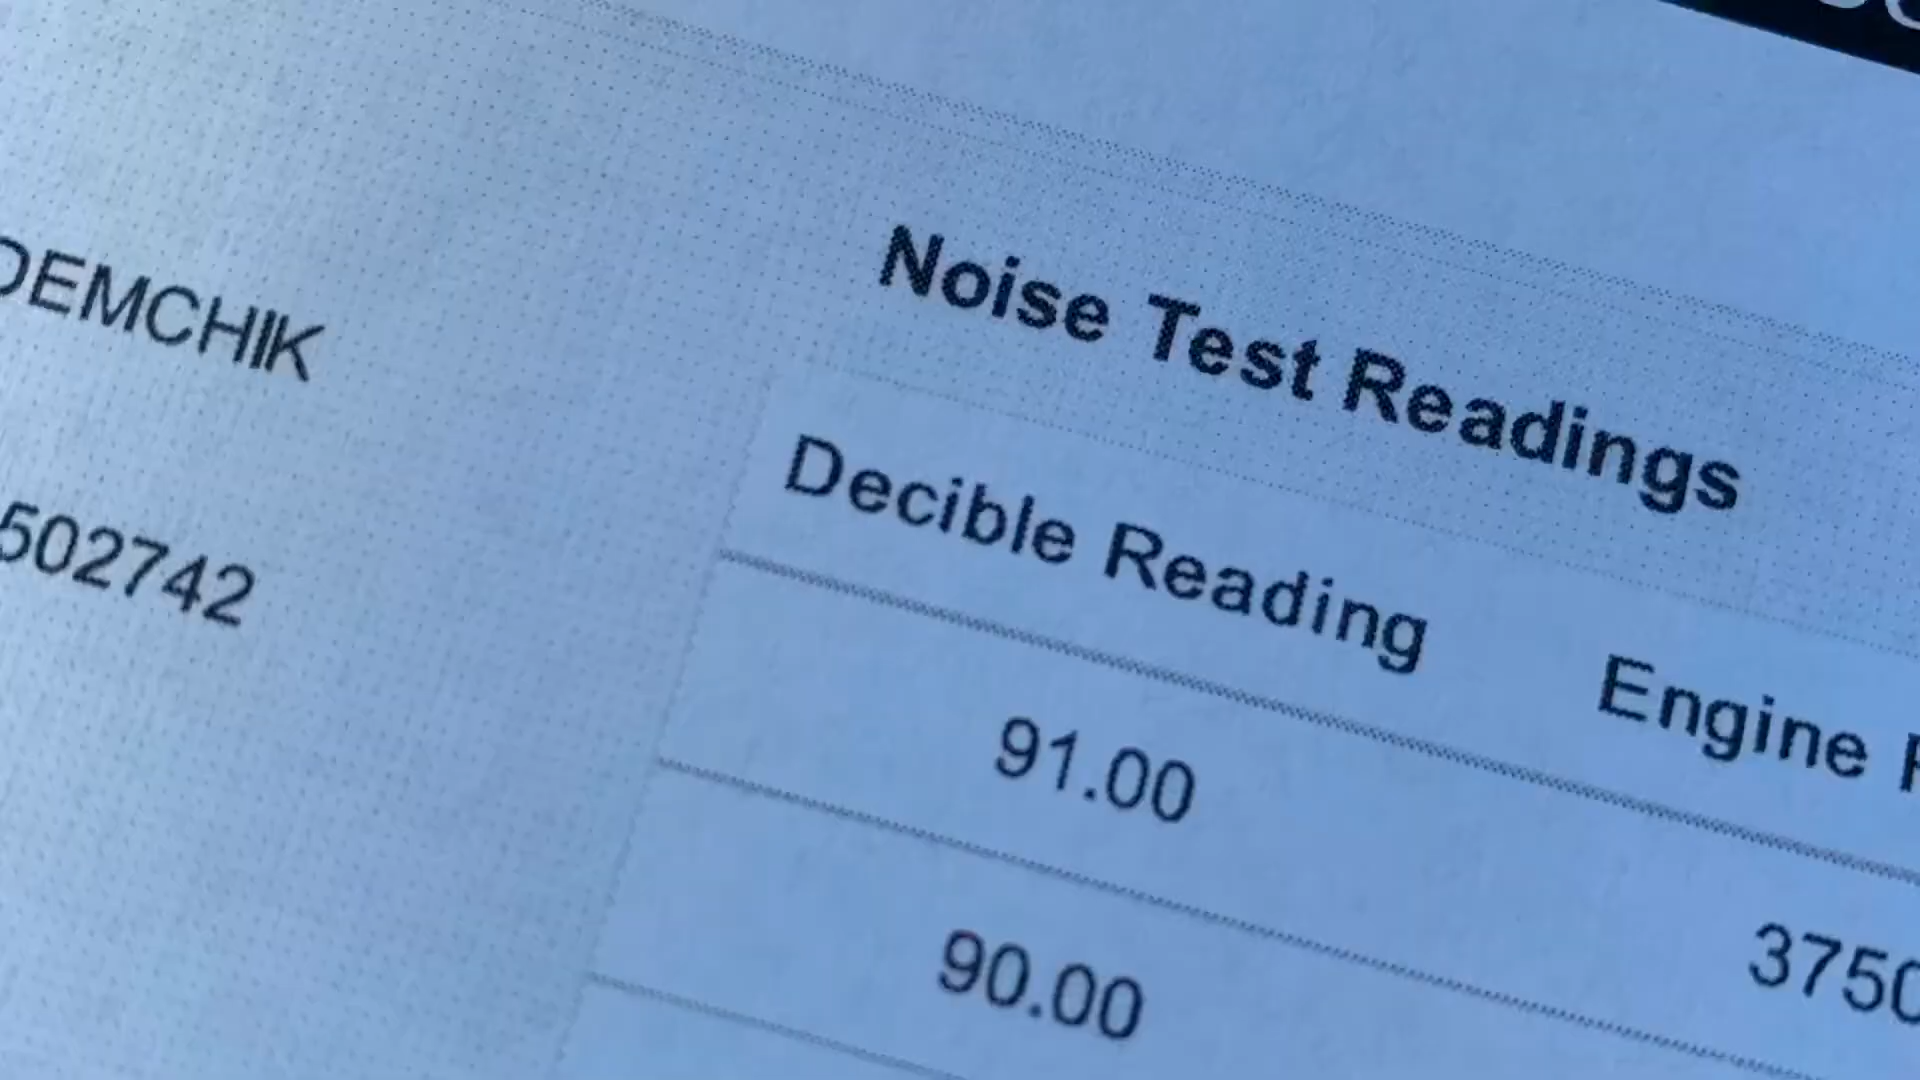 Noise Test Readings
DEMCHIK
Decible Reading
Engine
502742
91.00
3750
90.00